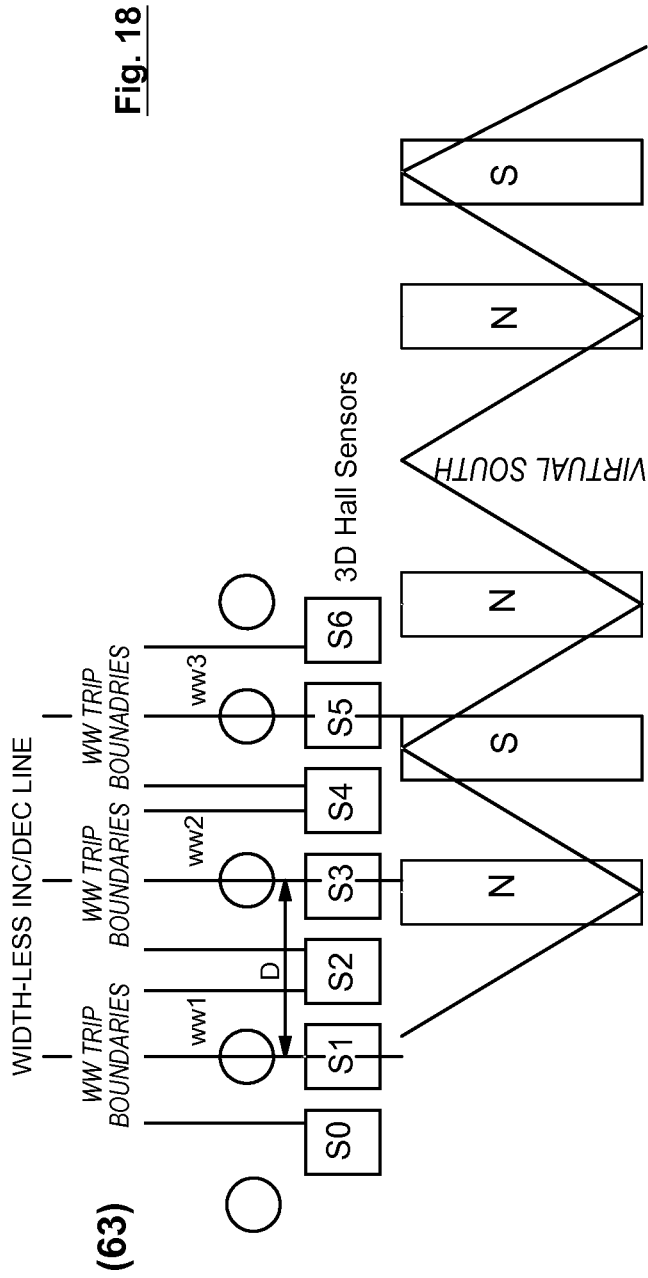 Fig. 18
(63)
WIDTH-LESS INC/DEC LINE
WW TRIP
BOUNDARIES
WW TRIP
BOUNDARIES
WW TRIP
BOUNADRIES
ww1
ww2
ww3
D
S0
S1
S2
S3
S4
S5
S6
3D Hall Sensors
N
S
N
VIRTUAL SOUTH
N
S